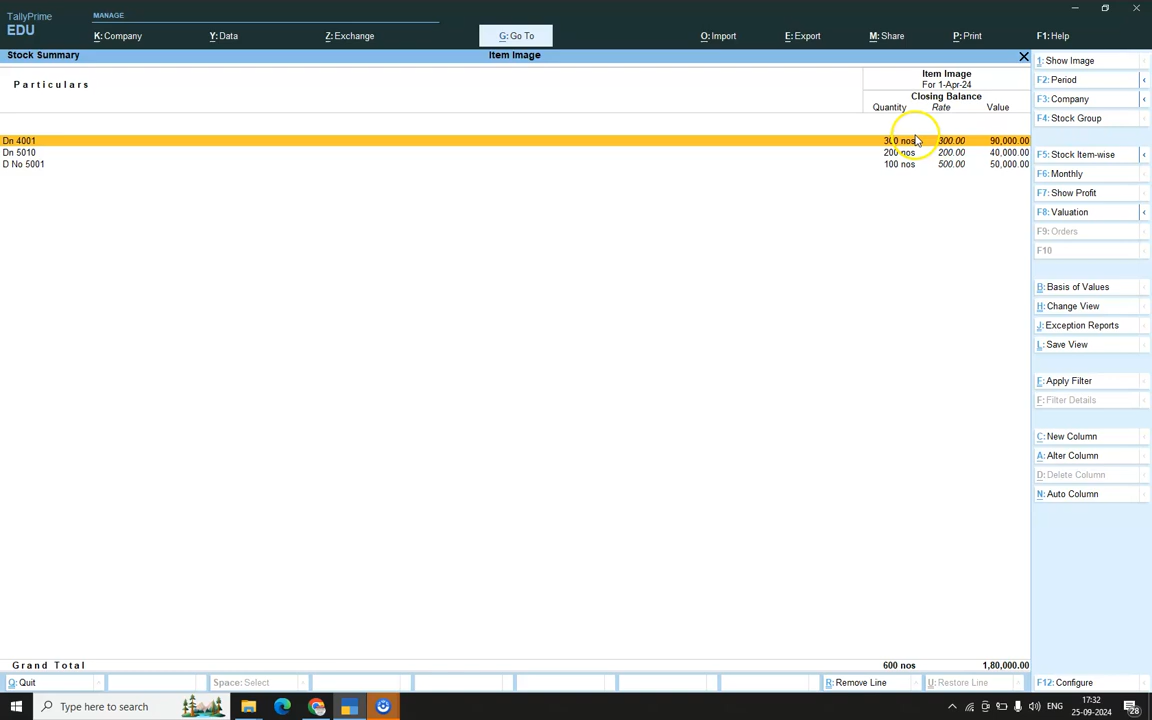 TallyPrime
EDU
MANAGE
K: Company
Y: Data
Z: Exchange
G: Go To
O: Import
E: Export
M: Share
P: Print
F1: Help
Stock Summary
Item Image
Particulars
Item Image
For 1-Apr-24
Closing Balance
Quantity Rate Value
Dn 4001 300 nos 300.00 90,000.00
Dn 5010 200 nos 200.00 40,000.00
D No 5001 100 nos 500.00 50,000.00
Grand Total 600 nos 1,80,000.00
1: Show Image
F2: Period
F3: Company
F4: Stock Group
F5: Stock Item-wise
F6: Monthly
F7: Show Profit
F8: Valuation
F9: Orders
F10
B: Basis of Values
H: Change View
J: Exception Reports
L: Save View
F: Apply Filter
F: Filter Details
C: New Column
A: Alter Column
D: Delete Column
N: Auto Column
Q: Quit
Space: Select
R: Remove Line
U: Restore Line
F12: Configure
Type here to search
ENG
17:32
25-09-2024
28